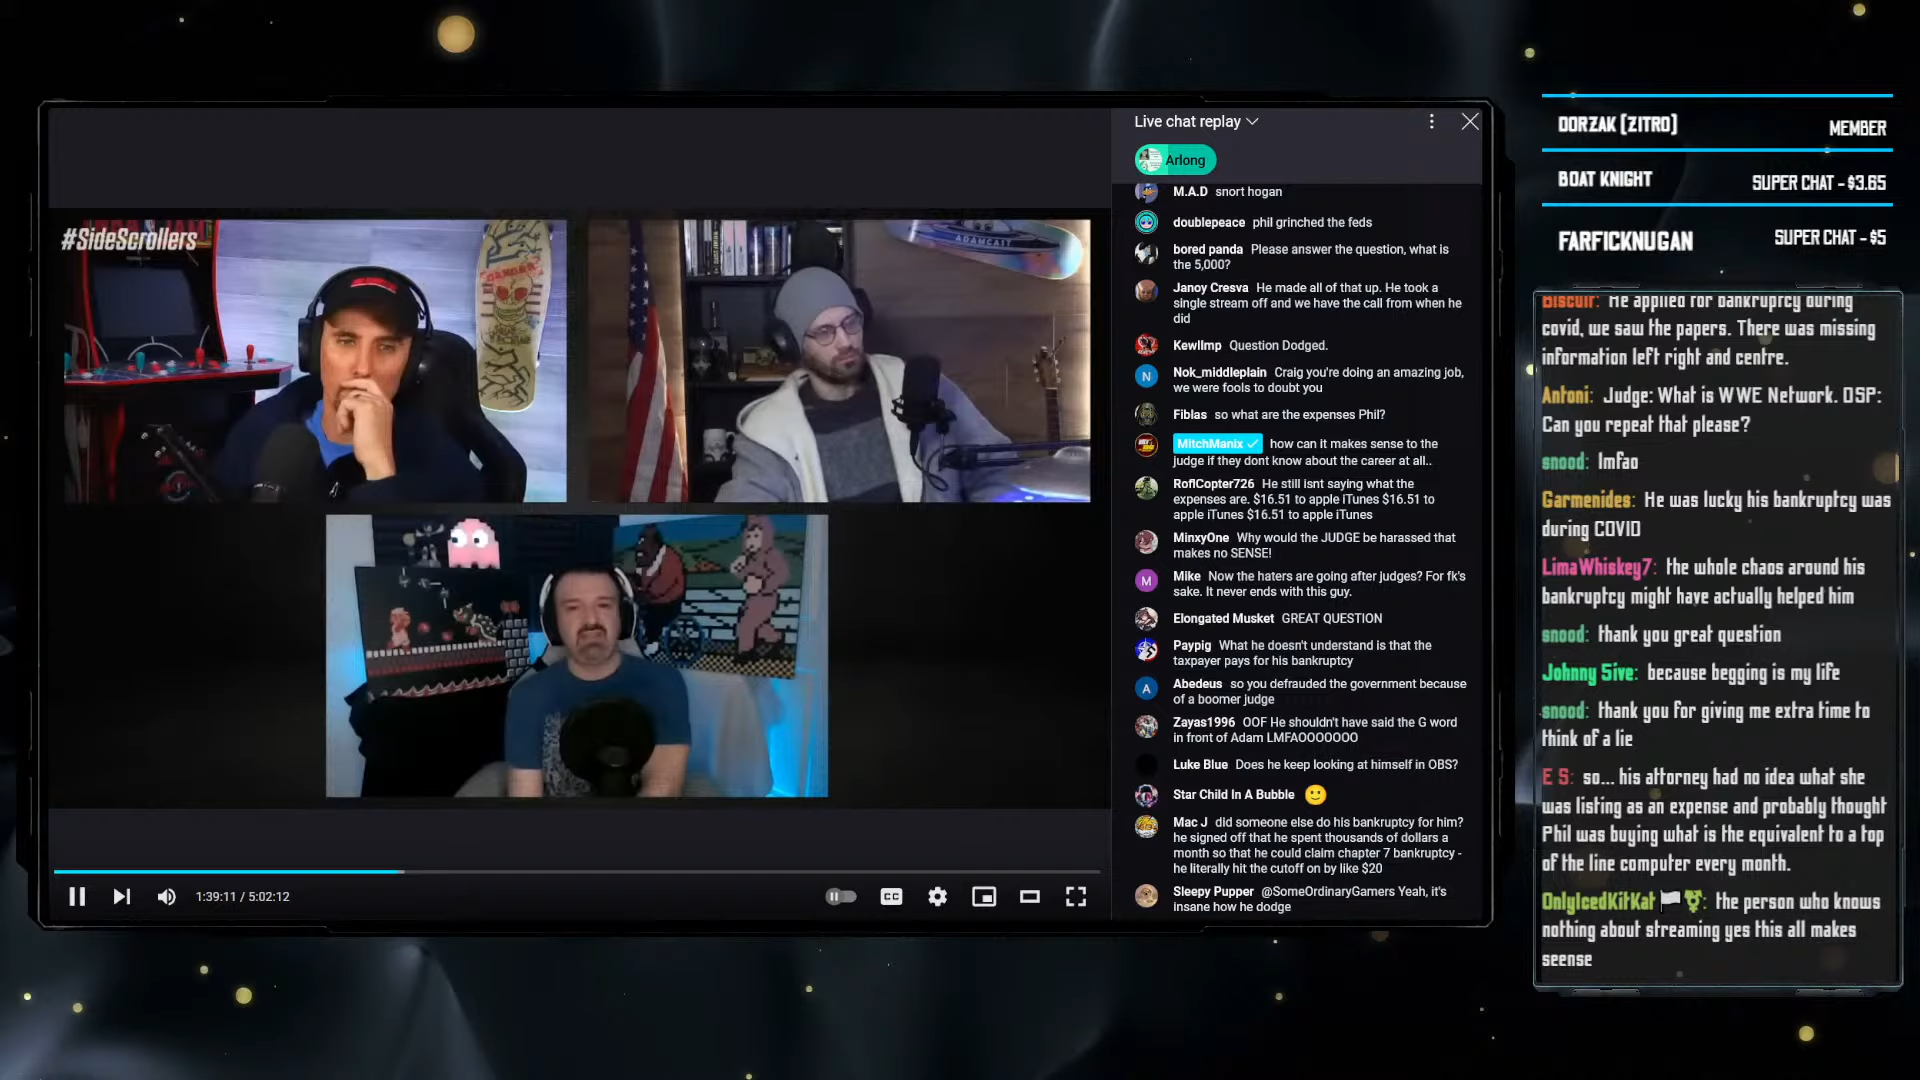 #SideScrollers
ADAMCAST
1:39:11 / 5:02:12
CC
Live chat replay
Arlong
M.A.D snort hogan
doublepeace phil grinched the feds
bored panda Please answer the question, what is
the 5,000?
Janoy Cresva He made all of that up. He took a
single stream off and we have the call from when he
did
KewlImp Question Dodged.
N
Nok_middleplain Craig you're doing an amazing job,
we were fools to doubt you
Fiblas so what are the expenses Phil?
MItchManix how can it makes sense to the
judge if they dont know about the career at all..
RoflCopter726 He still isnt saying what the
expenses are. $16.51 to apple iTunes $16.51 to
apple iTunes $16.51 to apple iTunes
MinxyOne Why would the JUDGE be harassed that
makes no SENSE!
M
Mike Now the haters are going after judges? For fk's
sake. It never ends with this guy.
Elongated Musket GREAT QUESTION
Paypig What he doesn't understand is that the
taxpayer pays for his bankruptcy
A
Abedeus so you defrauded the government because
of a boomer judge
Zayas1996 OOF He shouldn't have said the G word
in front of Adam LMFAOOOOOOO
Luke Blue Does he keep looking at himself in OBS?
Star Child In A Bubble 🙂
Mac J did someone else do his bankruptcy for him?
he signed off that he spent thousands of dollars a
month so that he could claim chapter 7 bankruptcy -
he literally hit the cutoff on by like $20
Sleepy Pupper @SomeOrdinaryGamers Yeah, it's
insane how he dodge
DORZAK (ZITRO) MEMBER
BOAT KNIGHT SUPER CHAT - $3.65
FARFICKNUGAN SUPER CHAT - $5
Biscuit: He applied for bankruptcy during
covid, we saw the papers. There was missing
information left right and centre.
Antoni: Judge: What is WWE Network. DSP:
Can you repeat that please?
snood: lmfao
Garmenides: He was lucky his bankruptcy was
during COVID
LimaWhiskey7: the whole chaos around his
bankruptcy might have actually helped him
snood: thank you great question
Johnny 5ive: because begging is my life
snood: thank you for giving me extra time to
think of a lie
E S: so... his attorney had no idea what she
was listing as an expense and probably thought
Phil was buying what is the equivalent to a top
of the line computer every month.
OnlyIcedKitKat 🏳️⚧: the person who knows
nothing about streaming yes this all makes
seense